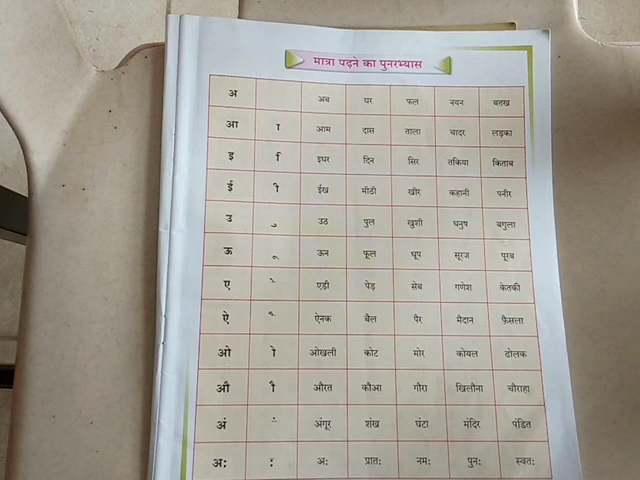 मात्रा पढ़ने का पुनरभ्यास
अ अब घर फल नयन बतख
आ ा आम दास ताला चादर लड़का
इ ि इधर दिन सिर तकिया किताब
ई ी ईख मीठी खीर कहानी पनीर
उ ु उठ पुल खुशी धनुष बगुला
ऊ ू ऊन फूल धूप सूरज पूरब
ए े एड़ी पेड़ सेब गणेश केतकी
ऐ ै ऐनक बैल पैर मैदान फ़ैसला
ओ ो ओखली कोट मोर कोयल ढोलक
औ ौ औरत कौआ गौरा खिलौना चौराहा
अं ं अंगूर शंख घंटा मंदिर पंडित
अः ः अः प्रातः नमः पुनः स्वतः